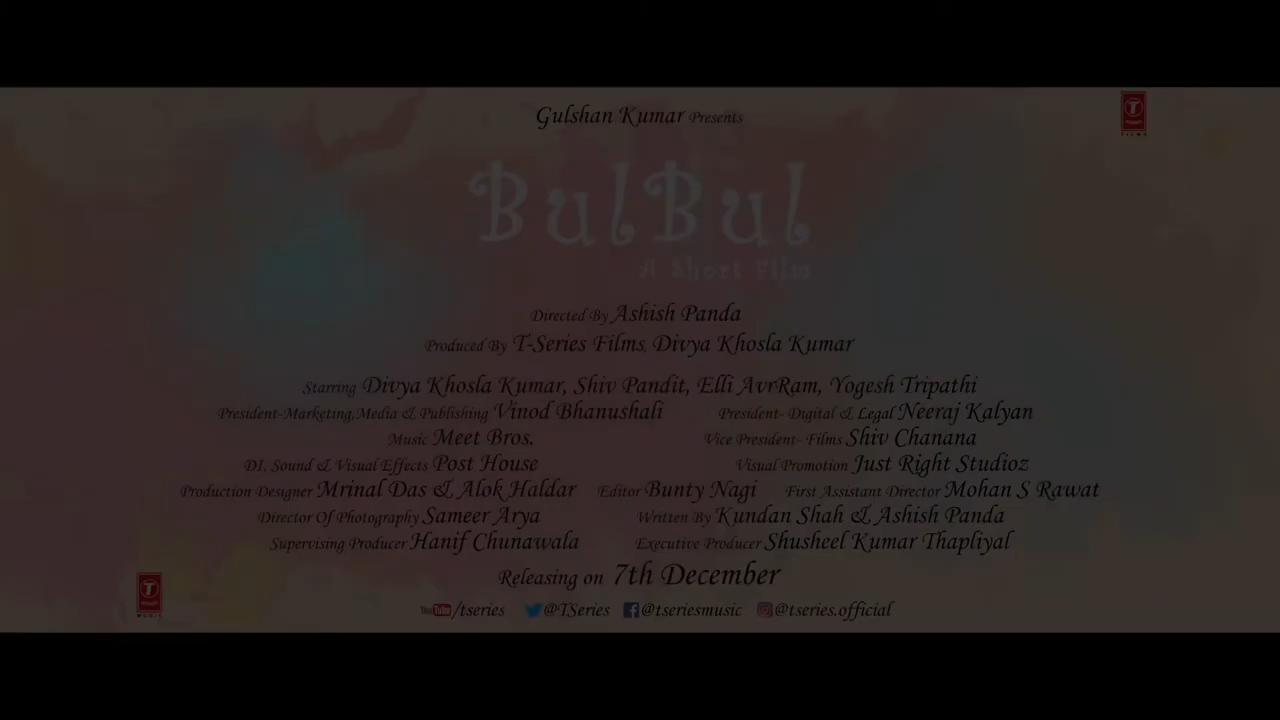 Gulshan Kumar Presents
BulBul
A Short Film
Directed By Ashish Panda
Produced By T-Series Films, Divya Khosla Kumar
Starring Divya Khosla Kumar, Shiv Pandit, Elli AvrRam, Yogesh Tripathi
President-Marketing,Media & Publishing Vinod Bhanushali President- Digital & Legal Neeraj Kalyan
Music Meet Bros. Vice President- Films Shiv Chanana
DI, Sound & Visual Effects Post House Visual Promotion Just Right Studioz
Production Designer Mrinal Das & Alok Haldar Editor Bunty Nagi First Assistant Director Mohan S Rawat
Director Of Photography Sameer Arya Written By Kundan Shah & Ashish Panda
Supervising Producer Hanif Chunawala Executive Producer Shusheel Kumar Thapliyal
Releasing on 7th December
YouTube/tseries @TSeries @tseriesmusic @tseries.official